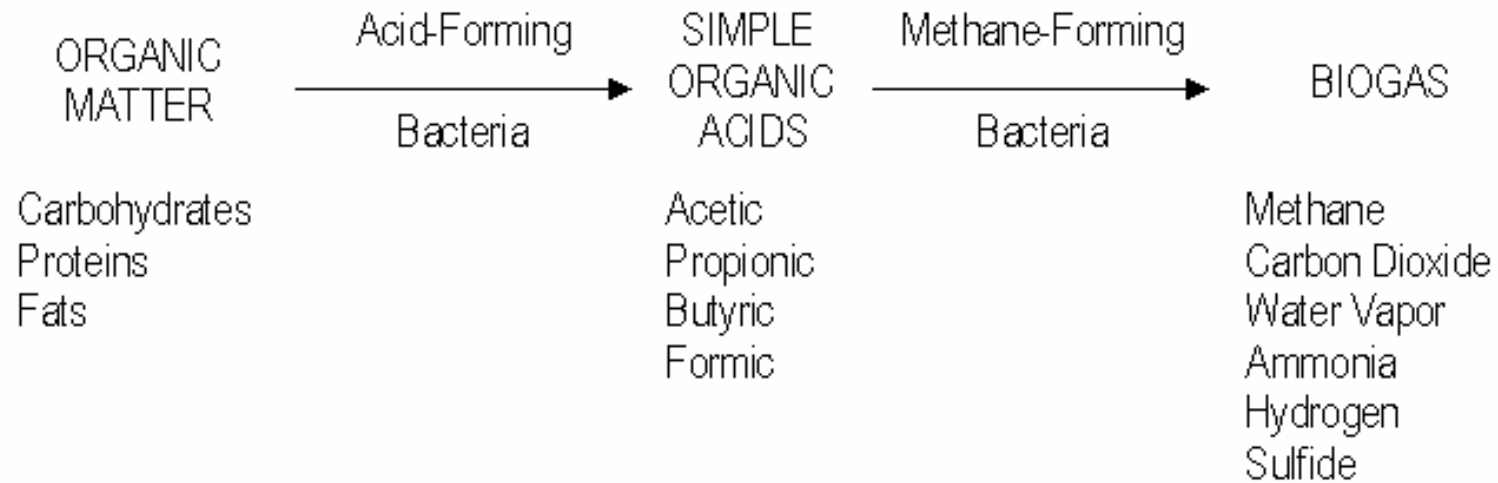 ORGANIC
MATTER
Acid-Forming
Bacteria
SIMPLE
ORGANIC
ACIDS
Methane-Forming
Bacteria
BIOGAS
Carbohydrates
Proteins
Fats
Acetic
Propionic
Butyric
Formic
Methane
Carbon Dioxide
Water Vapor
Ammonia
Hydrogen
Sulfide